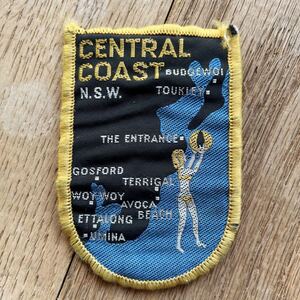 CENTRAL
COAST
BUDGEWOI
N.S.W.
TOUKLEY
THE ENTRANCE
GOSFORD
TERRIGAL
WOY WOY
AVOCA
BEACH
ETTALONG
UMINA